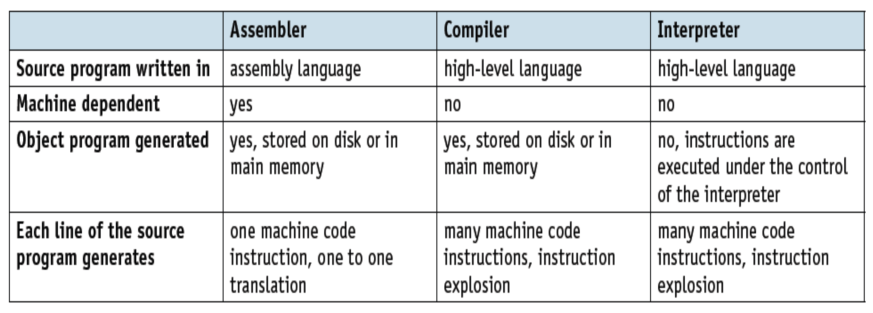 Assembler Compiler Interpreter
Source program written in assembly language high-level language high-level language
Machine dependent yes no no
Object program generated yes, stored on disk or in yes, stored on disk or in no, instructions are
main memory main memory executed under the control
of the interpreter
Each line of the source one machine code many machine code many machine code
program generates instruction, one to one instructions, instruction instructions, instruction
translation explosion explosion